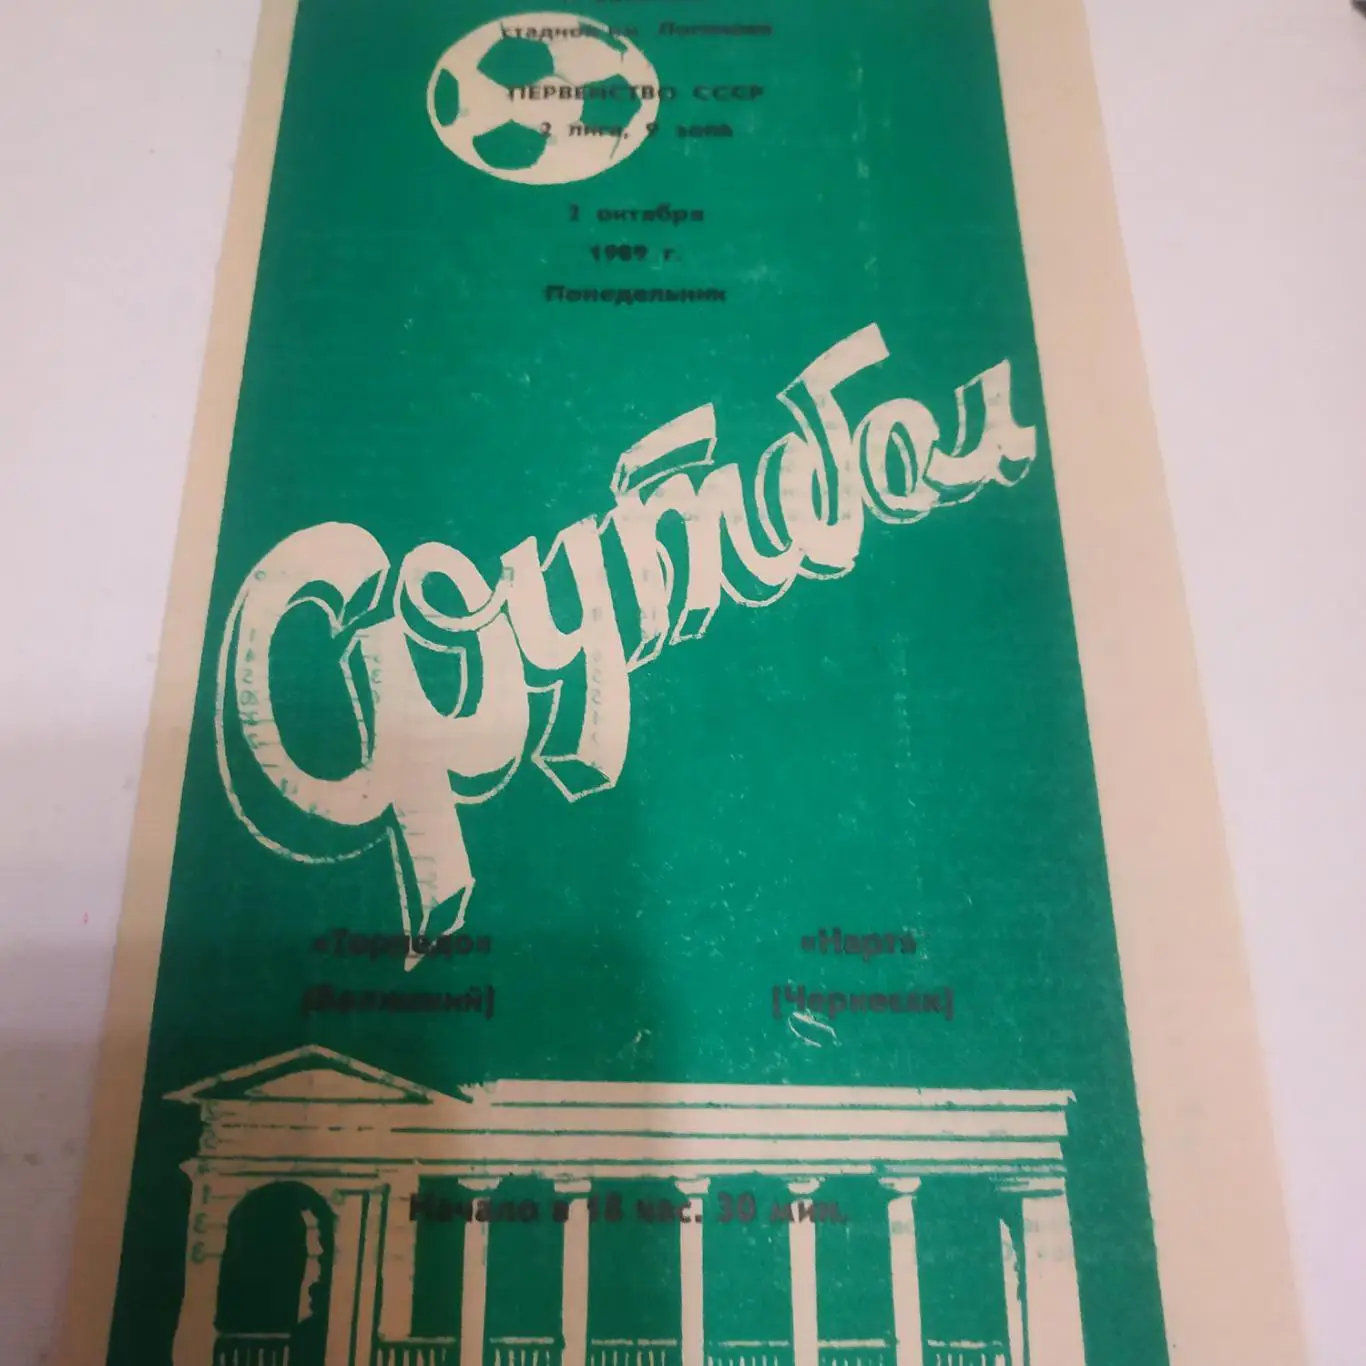 стадион им. Логинова
ПЕРВЕНСТВО СССР
2 лига, 9 зона
2 октября
1989 г.
Понедельник
Футбол
«Торпедо» «Нарт»
(Волжский) (Черкесск)
Начало в 18 час. 30 мин.